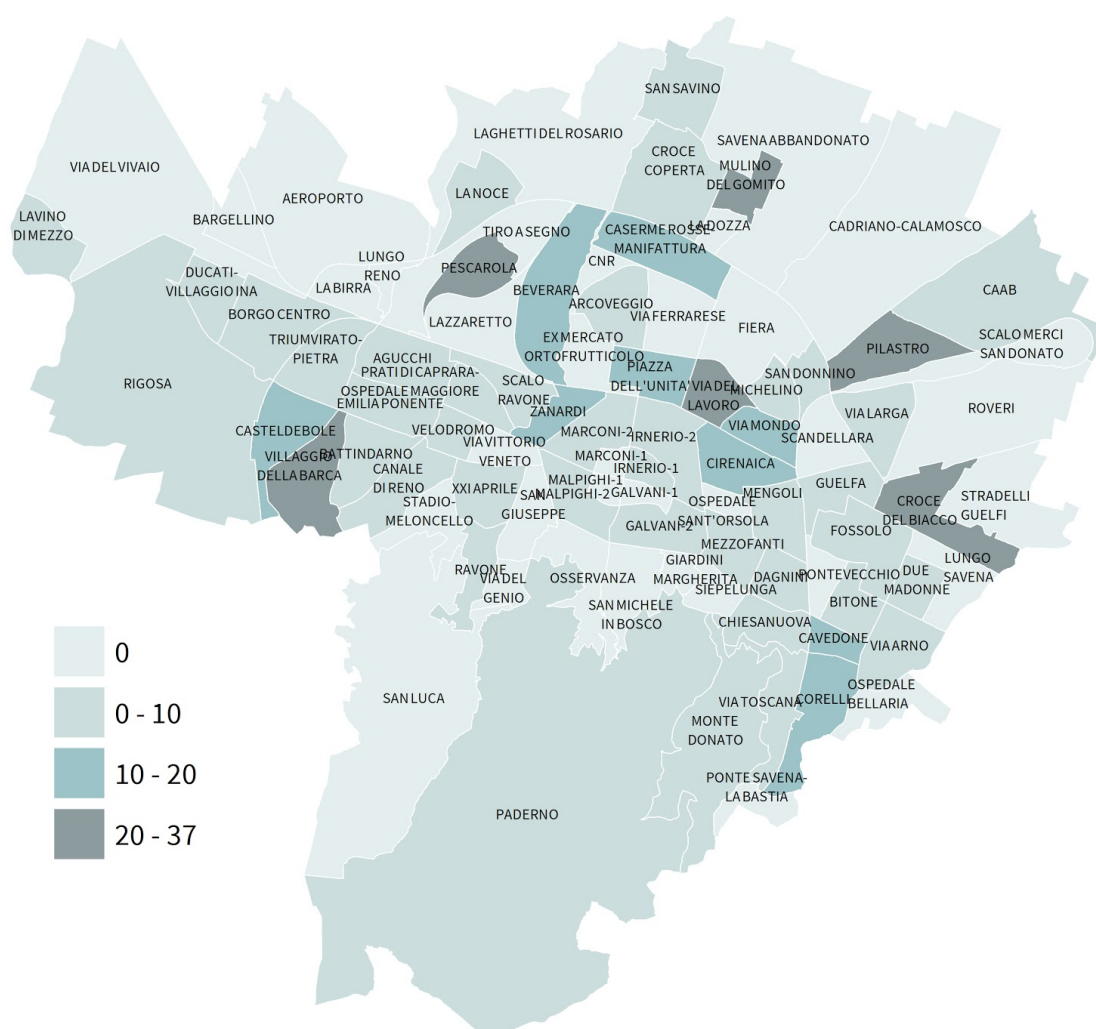 SAN SAVINO
LAGHETTI DEL ROSARIO
SAVENA ABBANDONATO
CROCE
COPERTA
MULINO
DEL GOMITO
VIA DEL VIVAIO
LA NOCE
AEROPORTO
BARGELLINO
LAVINO
DI MEZZO
TIRO A SEGNO
CASERME ROSSE-
MANIFATTURA
LA DOZZA
CADRIANO-CALAMOSCO
LUNGO
RENO
PESCAROLA
CNR
DUCATI-
VILLAGGIO INA
LA BIRRA
BEVERARA
ARCOVEGGIO
CAAB
BORGO CENTRO
LAZZARETTO
VIA FERRARESE
FIERA
TRIUMVIRATO-
PIETRA
EX MERCATO
ORTOFRUTTICOLO
PILASTRO
SCALO MERCI
SAN DONATO
AGUCCHI
PRATI DI CAPRARA-
OSPEDALE MAGGIORE
PIAZZA
DELL'UNITA'
VIA DEL
LAVORO
SAN DONNINO
MICHELINO
RIGOSA
EMILIA PONENTE
SCALO
RAVONE
ZANARDI
VIA LARGA
ROVERI
CASTELDEBOLE
VELODROMO
MARCONI-2
IRNERIO-2
VIA MONDO
SCANDELLARA
VILLAGGIO
DELLA BARCA
BATTINDARNO
VIA VITTORIO
VENETO
MARCONI-1
IRNERIO-1
CIRENAICA
CANALE
DI RENO
XXI APRILE
MALPIGHI-1
MALPIGHI-2
GALVANI-1
MENGOLI
GUELFA
STADIO-
MELONCELLO
SAN
GIUSEPPE
OSPEDALE
SANT'ORSOLA
CROCE
DEL BIACCO
STRADELLI
GUELFI
GALVANI-2
MEZZOFANTI
FOSSOLO
RAVONE
VIA DEL
GENIO
OSSERVANZA
GIARDINI
MARGHERITA
SIEPELUNGA
DAGNINI
PONTEVECCHIO
DUE
MADONNE
LUNGO
SAVENA
SAN MICHELE
IN BOSCO
BITONE
CHIESANUOVA
CAVEDONE
VIA ARNO
SAN LUCA
VIA TOSCANA
CORELLI
OSPEDALE
BELLARIA
MONTE
DONATO
PONTE SAVENA-
LA BASTIA
PADERNO
0
0 - 10
10 - 20
20 - 37